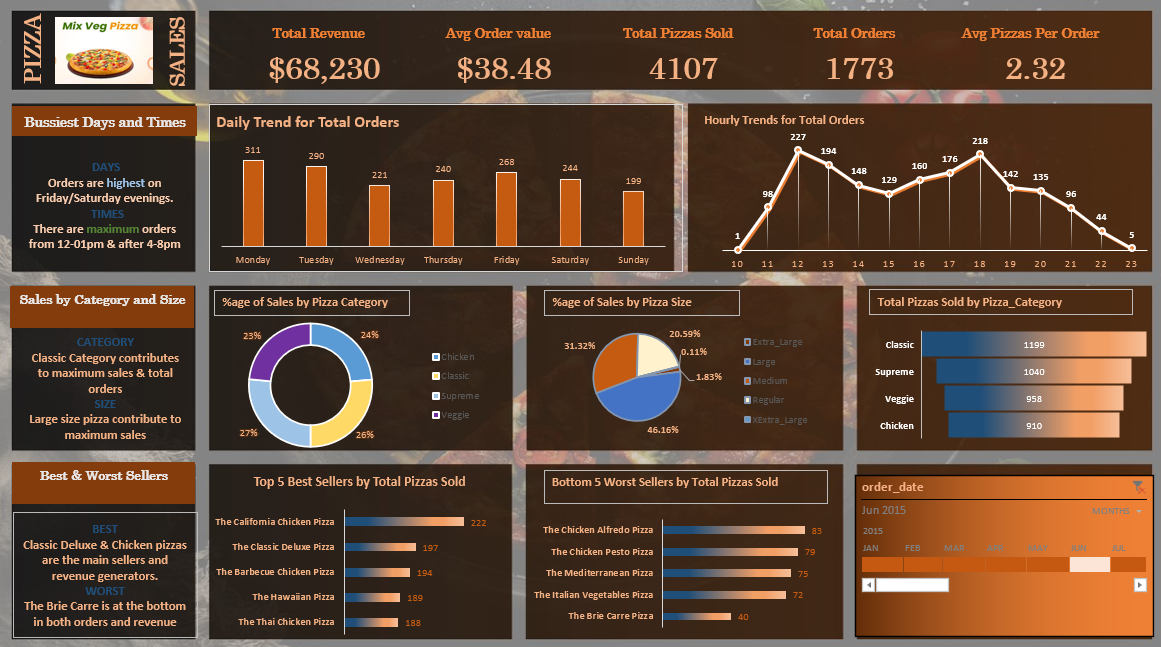 PIZZA
Mix Veg Pizza
SALES
Total Revenue
$68,230
Avg Order value
$38.48
Total Pizzas Sold
4107
Total Orders
1773
Avg Pizzas Per Order
2.32
Bussiest Days and Times
DAYS
Orders are highest on
Friday/Saturday evenings.
TIMES
There are maximum orders
from 12-01pm & after 4-8pm
Daily Trend for Total Orders
311
290
221
240
268
244
199
Monday
Tuesday
Wednesday
Thursday
Friday
Saturday
Sunday
Hourly Trends for Total Orders
1
98
227
194
148
129
160
176
218
142
135
96
44
5
10
11
12
13
14
15
16
17
18
19
20
21
22
23
Sales by Category and Size
CATEGORY
Classic Category contributes
to maximum sales & total
orders
SIZE
Large size pizza contribute to
maximum sales
%age of Sales by Pizza Category
23%
24%
27%
26%
Chicken
Classic
Supreme
Veggie
%age of Sales by Pizza Size
31.32%
20.59%
0.11%
1.83%
46.16%
Extra_Large
Large
Medium
Regular
XExtra_Large
Total Pizzas Sold by Pizza_Category
Classic 1199
Supreme 1040
Veggie 958
Chicken 910
Best & Worst Sellers
BEST
Classic Deluxe & Chicken pizzas
are the main sellers and
revenue generators.
WORST
The Brie Carre is at the bottom
in both orders and revenue
Top 5 Best Sellers by Total Pizzas Sold
The California Chicken Pizza 222
The Classic Deluxe Pizza 197
The Barbecue Chicken Pizza 194
The Hawaiian Pizza 189
The Thai Chicken Pizza 188
Bottom 5 Worst Sellers by Total Pizzas Sold
The Chicken Alfredo Pizza 83
The Chicken Pesto Pizza 79
The Mediterranean Pizza 75
The Italian Vegetables Pizza 72
The Brie Carre Pizza 40
order_date
Jun 2015
MONTHS
2015
JAN FEB MAR APR MAY JUN JUL